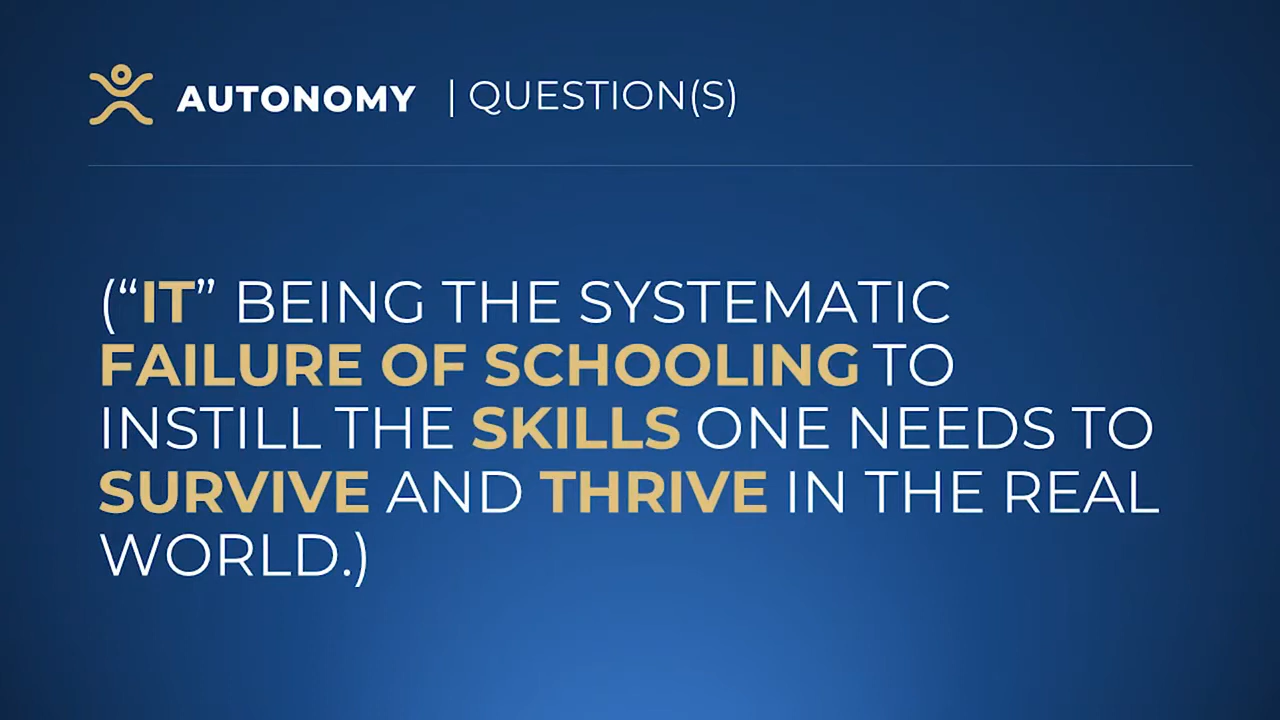 AUTONOMY | QUESTION(S)
(“IT” BEING THE SYSTEMATIC
FAILURE OF SCHOOLING TO
INSTILL THE SKILLS ONE NEEDS TO
SURVIVE AND THRIVE IN THE REAL
WORLD.)